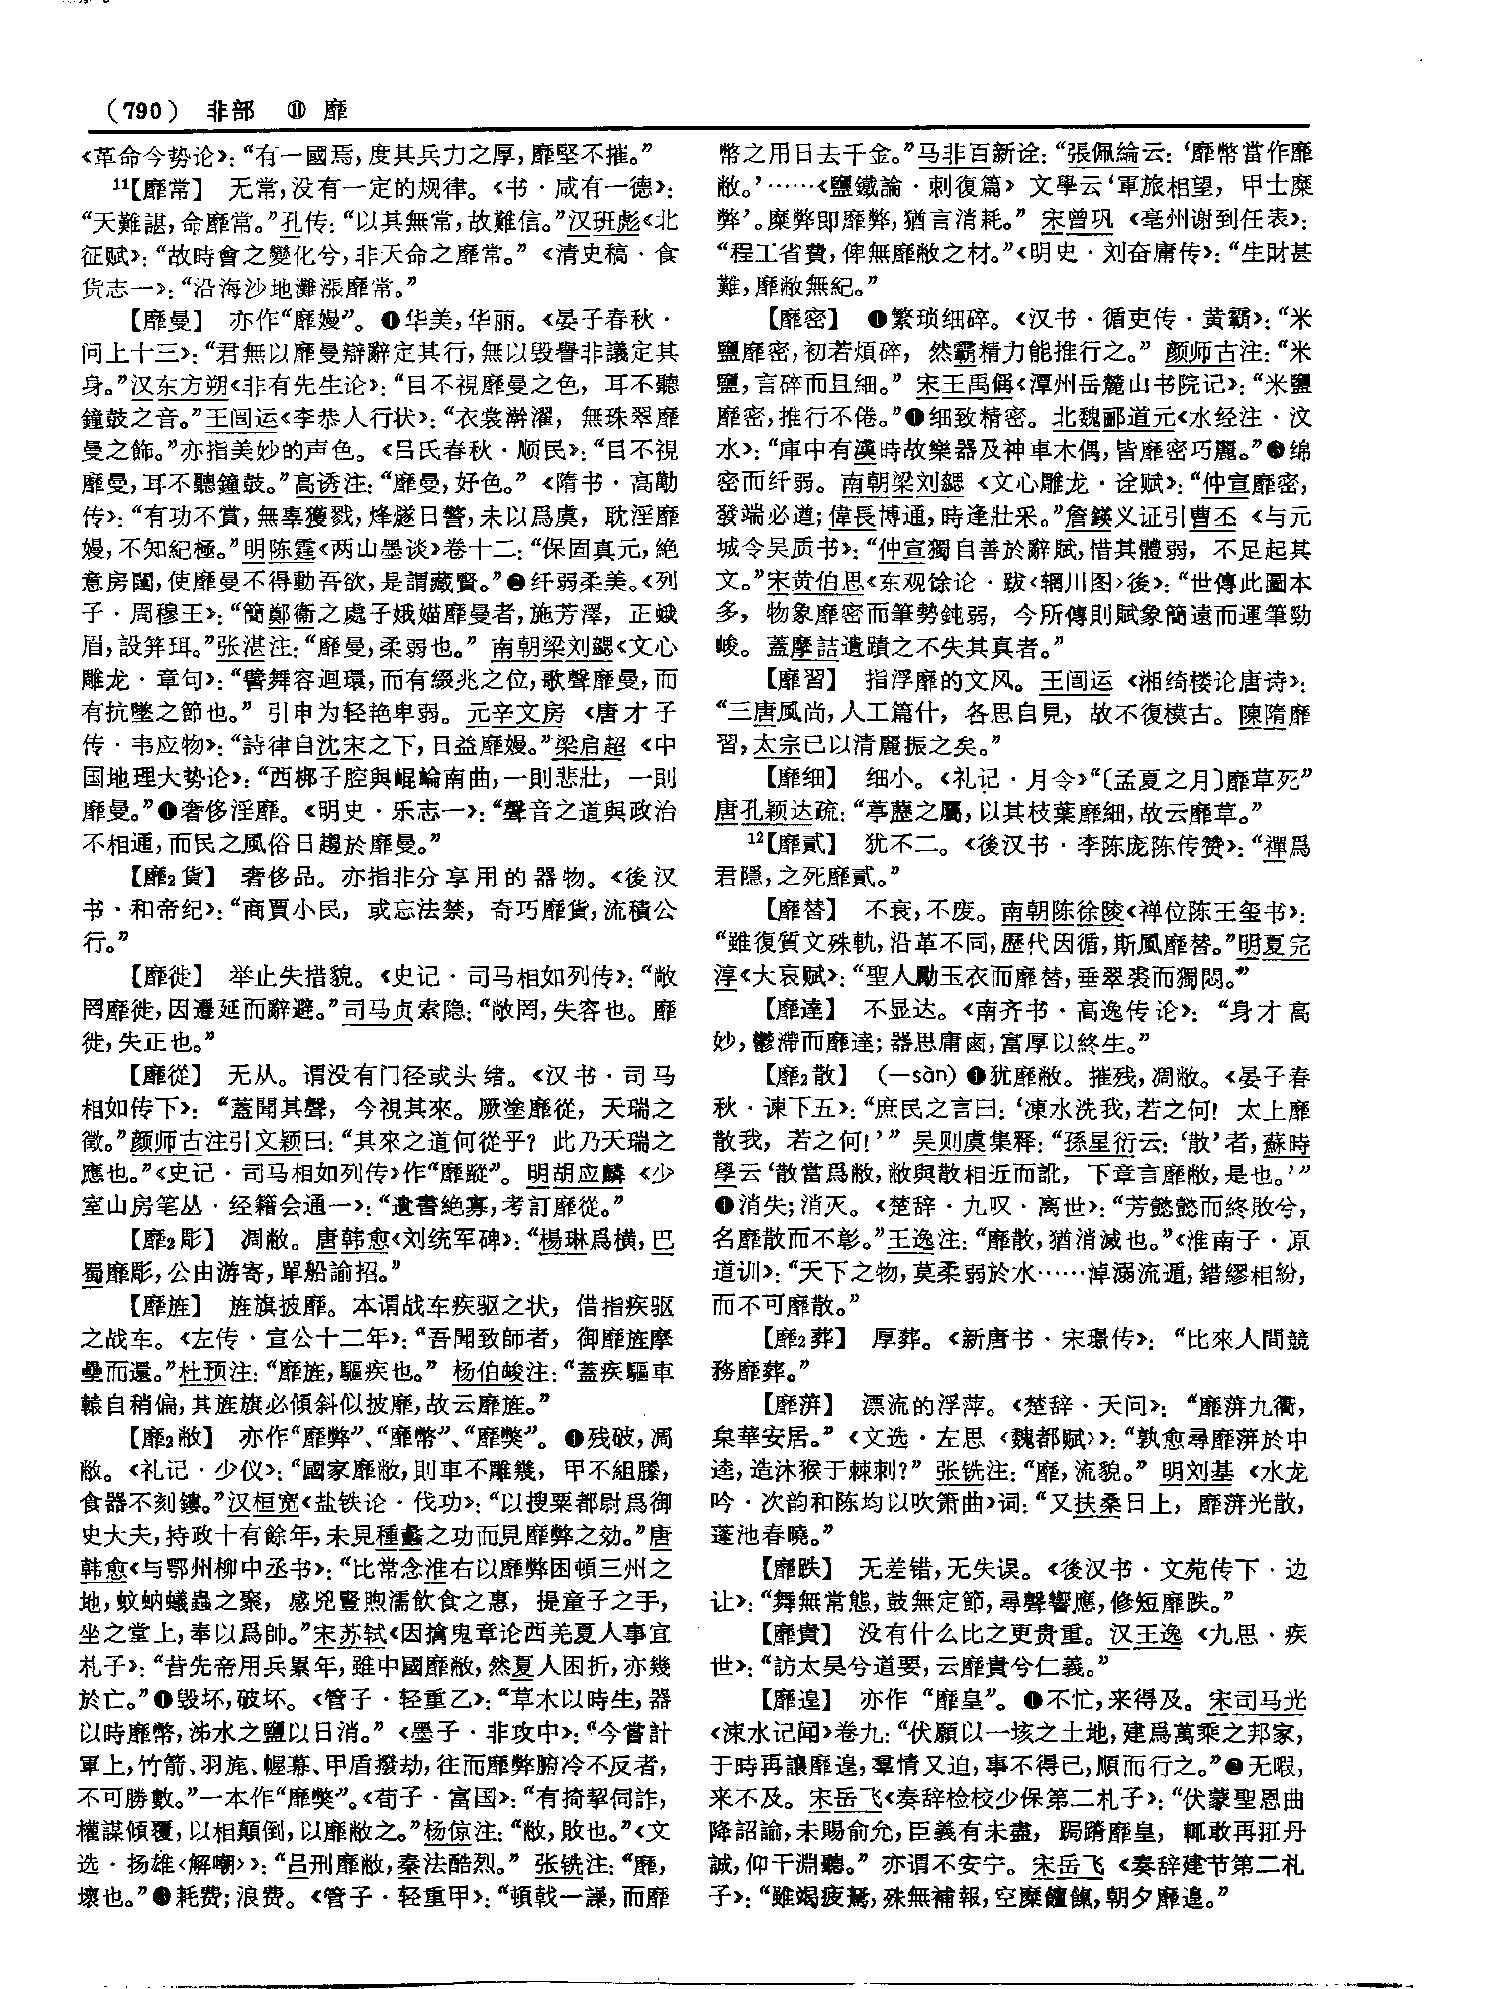 (790) 非部 ⑪ 靡
《革命今势论》：“有一國焉，度其兵力之厚，靡堅不摧。”
11【靡常】 无常，没有一定的规律。《书·咸有一德》：
“天難諶，命靡常。”孔传：“以其無常，故難信。”汉班彪《北
征赋》：“故時會之變化兮，非天命之靡常。”《清史稿·食
货志一》：“沿海沙地灘漲靡常。”
【靡曼】 亦作“靡嫚”。❶华美，华丽。《晏子春秋·
问上十三》：“君無以靡曼辯辭定其行，無以毁譽非議定其
身。”汉东方朔《非有先生论》：“目不視靡曼之色，耳不聽
鐘鼓之音。”王闿运《李恭人行状》：“衣裳澣濯，無珠翠靡
曼之飾。”亦指美妙的声色。《吕氏春秋·顺民》：“目不視
靡曼，耳不聽鐘鼓。”高诱注：“靡曼，好色。”《隋书·高勱
传》：“有功不賞，無辜獲戮，烽燧日警，未以爲虞，耽淫靡
嫚，不知紀極。”明陈霆《两山墨谈》卷十二：“保固真元，絶
意房闥，使靡曼不得動吾欲，是謂藏賢。”❷纤弱柔美。《列
子·周穆王》：“簡鄭衛之處子娥媌靡曼者，施芳澤，正蛾
眉，設笄珥。”张湛注：“靡曼，柔弱也。”南朝梁刘勰《文心
雕龙·章句》：“譬舞容迴環，而有綴兆之位，歌聲靡曼，而
有抗墜之節也。”引申为轻艳卑弱。元辛文房《唐才子
传·韦应物》：“詩律自沈宋之下，日益靡嫚。”梁启超《中
国地理大势论》：“西梆子腔與崐崘南曲，一則悲壯，一則
靡曼。”❶奢侈淫靡。《明史·乐志一》：“聲音之道與政治
不相通，而民之風俗日趨於靡曼。”
【靡₂貨】 奢侈品。亦指非分享用的器物。《後汉
书·和帝纪》：“商賈小民，或忘法禁，奇巧靡貨，流積公
行。”
【靡徙】 举止失措貌。《史记·司马相如列传》：“敞
罔靡徙，因遷延而辭避。”司马贞索隐：“敞罔，失容也。靡
徙，失正也。”
【靡從】 无从。谓没有门径或头绪。《汉书·司马
相如传下》：“蓋聞其聲，今視其來。厥塗靡從，天瑞之
徵。”颜师古注引文颖曰：“其來之道何從乎？此乃天瑞之
應也。”《史记·司马相如列传》作“靡蹤”。明胡应麟《少
室山房笔丛·经籍会通一》：“遺書絶寡，考訂靡從。”
【靡₂彫】 凋敝。唐韩愈《刘统军碑》：“楊琳爲横，巴
蜀靡彫，公由游寄，單船諭招。”
【靡旌】 旌旗披靡。本谓战车疾驱之状，借指疾驱
之战车。《左传·宣公十二年》：“吾聞致師者，御靡旌摩
壘而還。”杜预注：“靡旌，驅疾也。”杨伯峻注：“蓋疾驅車
轅自稍偏，其旌旗必傾斜似披靡，故云靡旌。”
【靡₂敝】 亦作“靡弊”、“靡幣”、“靡獘”。❶残破，凋
敝。《礼记·少仪》：“國家靡敝，則車不雕幾，甲不組縢，
食器不刻鏤。”汉桓宽《盐铁论·伐功》：“以搜粟都尉爲御
史大夫，持政十有餘年，未見種蠡之功而見靡弊之効。”唐
韩愈《与鄂州柳中丞书》：“比常念淮右以靡弊困頓三州之
地，蚊蚋蟻蟲之聚，感兇豎煦濡飲食之惠，提童子之手，
坐之堂上，奉以爲帥。”宋苏轼《因擒鬼章论西羌夏人事宜
札子》：“昔先帝用兵累年，雖中國靡敝，然夏人困折，亦幾
於亡。”❶毁坏，破坏。《管子·轻重乙》：“草木以時生，器
以時靡幣，泲水之鹽以日消。”《墨子·非攻中》：“今嘗計
軍上，竹箭、羽旄、幄幕、甲盾撥劫，往而靡弊腑冷不反者，
不可勝數。”一本作“靡獘”。《荀子·富国》：“有掎挈伺詐，
權謀傾覆，以相顛倒，以靡敝之。”杨倞注：“敝，敗也。”《文
选·扬雄〈解嘲〉》：“吕刑靡敝，秦法酷烈。”张铣注：“靡，
壞也。”❸耗费；浪费。《管子·轻重甲》：“頓戟一譟，而靡
幣之用日去千金。”马非百新诠：“張佩綸云：‘靡幣當作靡
敝。’……《鹽鐵論·刺復篇》文學云‘軍旅相望，甲士糜
弊’。糜弊即靡弊，猶言消耗。”宋曾巩《亳州谢到任表》：
“程工省費，俾無靡敝之材。”《明史·刘奋庸传》：“生財甚
難，靡敝無紀。”
【靡密】 ❶繁琐细碎。《汉书·循吏传·黄霸》：“米
鹽靡密，初若煩碎，然霸精力能推行之。”颜师古注：“米
鹽，言碎而且細。”宋王禹偁《潭州岳麓山书院记》：“米鹽
靡密，推行不倦。”❶细致精密。北魏郦道元《水经注·汶
水》：“庫中有漢時故樂器及神車木偶，皆靡密巧麗。”❸绵
密而纤弱。南朝梁刘勰《文心雕龙·诠赋》：“仲宣靡密，
發端必遒；偉長博通，時逢壯采。”詹鍈义证引曹丕《与元
城令吴质书》：“仲宣獨自善於辭賦，惜其體弱，不足起其
文。”宋黄伯思《东观馀论·跋〈辋川图〉後》：“世傳此圖本
多，物象靡密而筆勢鈍弱，今所傳則賦象簡遠而運筆勁
峻。蓋摩詰遺蹟之不失其真者。”
【靡習】 指浮靡的文风。王闿运《湘绮楼论唐诗》：
“三唐風尚，人工篇什，各思自見，故不復模古。陳隋靡
習，太宗已以清麗振之矣。”
【靡细】 细小。《礼记·月令》“〔孟夏之月〕靡草死”
唐孔颖达疏：“葶藶之屬，以其枝葉靡細，故云靡草。”
12【靡貳】 犹不二。《後汉书·李陈庞陈传赞》：“禪爲
君隱，之死靡貳。”
【靡替】 不衰，不废。南朝陈徐陵《禅位陈王玺书》：
“雖復質文殊軌，沿革不同，歷代因循，斯風靡替。”明夏完
淳《大哀赋》：“聖人勵玉衣而靡替，垂翠裘而獨悶。”
【靡達】 不显达。《南齐书·高逸传论》：“身才高
妙，鬱滯而靡達；器思庸鹵，富厚以終生。”
【靡₂散】 （—sàn）❶犹靡敝。摧残，凋敝。《晏子春
秋·谏下五》：“庶民之言曰：‘凍水洗我，若之何！太上靡
散我，若之何！’”吴则虞集释：“孫星衍云：‘散’者，蘇時
學云‘散當爲敝，敝與散相近而訛，下章言靡敝，是也。’”
❶消失；消灭。《楚辞·九叹·离世》：“芳懿懿而終敗兮，
名靡散而不彰。”王逸注：“靡散，猶消滅也。”《淮南子·原
道训》：“天下之物，莫柔弱於水……淖溺流遁，錯繆相紛，
而不可靡散。”
【靡₂葬】 厚葬。《新唐书·宋璟传》：“比來人間競
務靡葬。”
【靡蓱】 漂流的浮萍。《楚辞·天问》：“靡蓱九衢，
枲華安居。”《文选·左思〈魏都赋〉》：“孰愈尋靡蓱於中
逵，造沐猴于棘刺？”张铣注：“靡，流貌。”明刘基《水龙
吟·次韵和陈均以吹箫曲》词：“又扶桑日上，靡蓱光散，
蓬池春曉。”
【靡跌】 无差错，无失误。《後汉书·文苑传下·边
让》：“舞無常態，鼓無定節，尋聲響應，修短靡跌。”
【靡貴】 没有什么比之更贵重。汉王逸《九思·疾
世》：“訪太昊兮道要，云靡貴兮仁義。”
【靡遑】 亦作“靡皇”。❶不忙，来得及。宋司马光
《涑水记闻》卷九：“伏願以一垓之土地，建爲萬乘之邦家，
于時再讓靡遑，羣情又迫，事不得已，順而行之。”❷无暇，
来不及。宋岳飞《奏辞检校少保第二札子》：“伏蒙聖恩曲
降詔諭，未賜俞允，臣義有未盡，跼蹐靡皇，輒敢再瀝丹
誠，仰干淵聽。”亦谓不安宁。宋岳飞《奏辞建节第二札
子》：“雖竭疲駑，殊無補報，空糜饘餼，朝夕靡遑。”